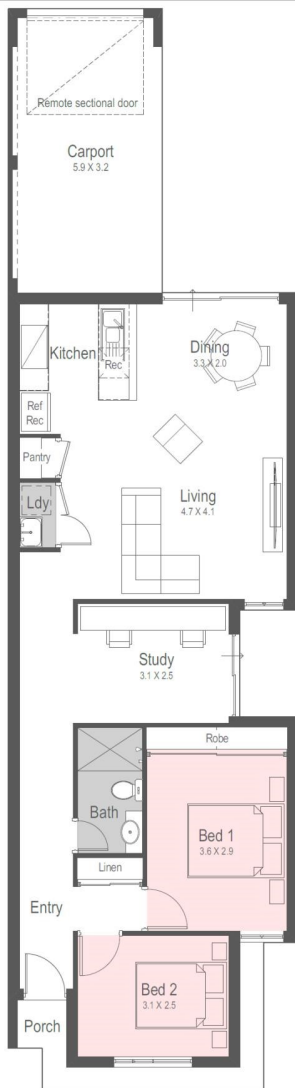 Remote sectional door
Carport
5.9 X 3.2
Kitchen
Rec
Dining
3.3 X 2.0
Ref
Rec
Pantry
Ldy
Living
4.7 X 4.1
Study
3.1 X 2.5
Robe
Bath
Bed 1
3.6 X 2.9
Linen
Entry
Bed 2
3.1 X 2.5
Porch